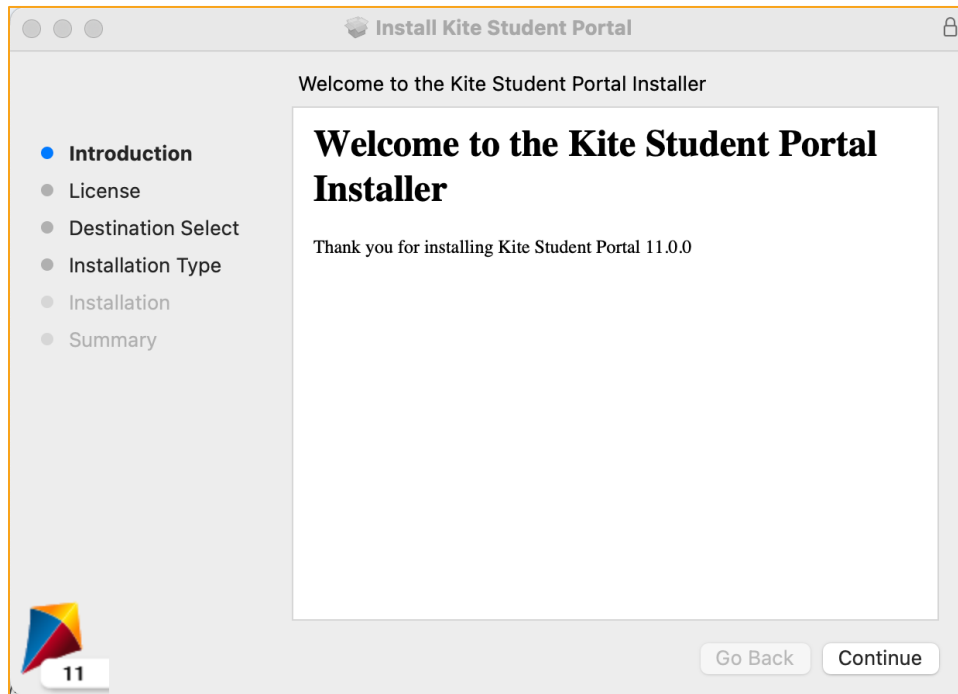 Install Kite Student Portal
Welcome to the Kite Student Portal Installer
Introduction
License
Destination Select
Installation Type
Installation
Summary
Welcome to the Kite Student Portal
Installer
Thank you for installing Kite Student Portal 11.0.0
11
Go Back
Continue